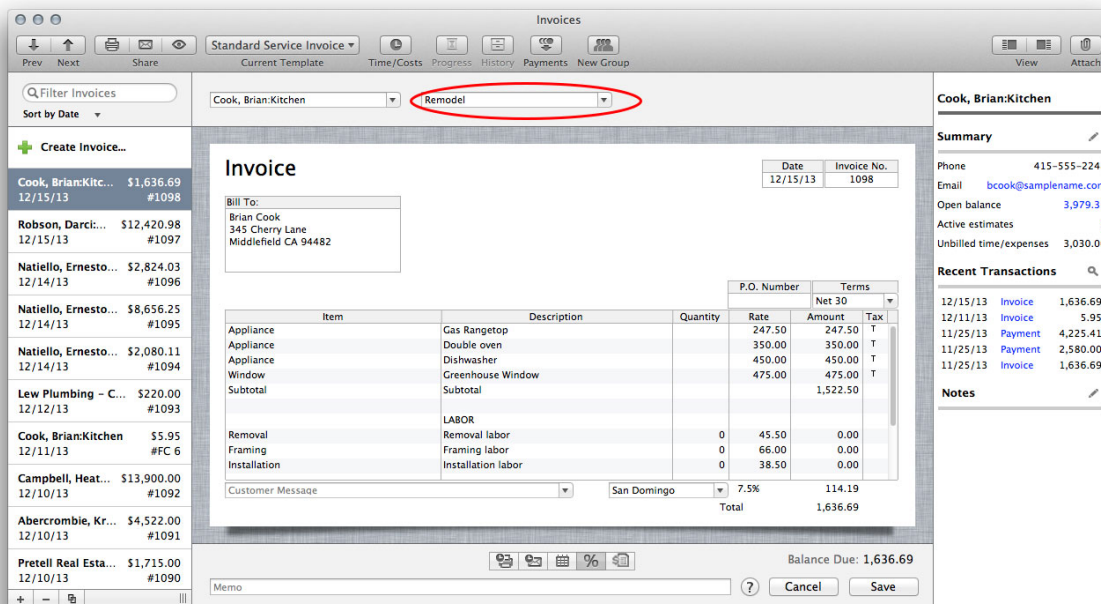 Invoices
Prev Next Share Standard Service Invoice Current Template Time/Costs Progress History Payments New Group View Attach
Filter Invoices
Sort by Date
Create Invoice...
Cook, Brian:Kitc... $1,636.69
12/15/13 #1098
Robson, Darci:... $12,420.98
12/15/13 #1097
Natiello, Ernesto... $2,824.03
12/14/13 #1096
Natiello, Ernesto... $8,656.25
12/14/13 #1095
Natiello, Ernesto... $2,080.11
12/14/13 #1094
Lew Plumbing - C... $220.00
12/12/13 #1093
Cook, Brian:Kitchen $5.95
12/11/13 #FC 6
Campbell, Heat... $13,900.00
12/10/13 #1092
Abercrombie, Kr... $4,522.00
12/10/13 #1091
Pretell Real Esta... $1,715.00
12/10/13 #1090
Cook, Brian:Kitchen Remodel
Invoice
Date Invoice No.
12/15/13 1098
Bill To:
Brian Cook
345 Cherry Lane
Middlefield CA 94482
P.O. Number Terms
Net 30
Item Description Quantity Rate Amount Tax
Appliance Gas Rangetop 247.50 247.50 T
Appliance Double oven 350.00 350.00 T
Appliance Dishwasher 450.00 450.00 T
Window Greenhouse Window 475.00 475.00 T
Subtotal Subtotal 1,522.50
LABOR
Removal Removal labor 0 45.50 0.00
Framing Framing labor 0 66.00 0.00
Installation Installation labor 0 38.50 0.00
Customer Message San Domingo 7.5% 114.19
Total 1,636.69
% Balance Due: 1,636.69
Memo ? Cancel Save
Cook, Brian:Kitchen
Summary
Phone 415-555-224
Email bcook@samplename.com
Open balance 3,979.3
Active estimates
Unbilled time/expenses 3,030.0
Recent Transactions
12/15/13 Invoice 1,636.69
12/11/13 Invoice 5.95
11/25/13 Payment 4,225.41
11/25/13 Payment 2,580.00
11/25/13 Invoice 1,636.69
Notes